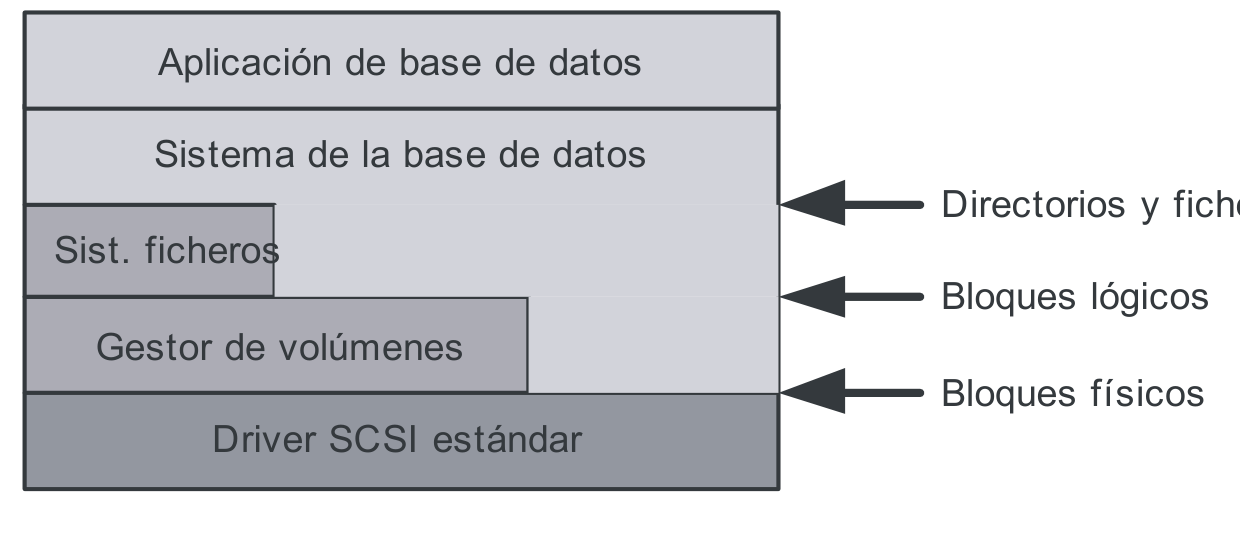 Aplicación de base de datos
Sistema de la base de datos
Directorios y
Sist. ficheros
Bloques lógicos
Gestor de volúmenes
Bloques físicos
Driver SCSI estándar